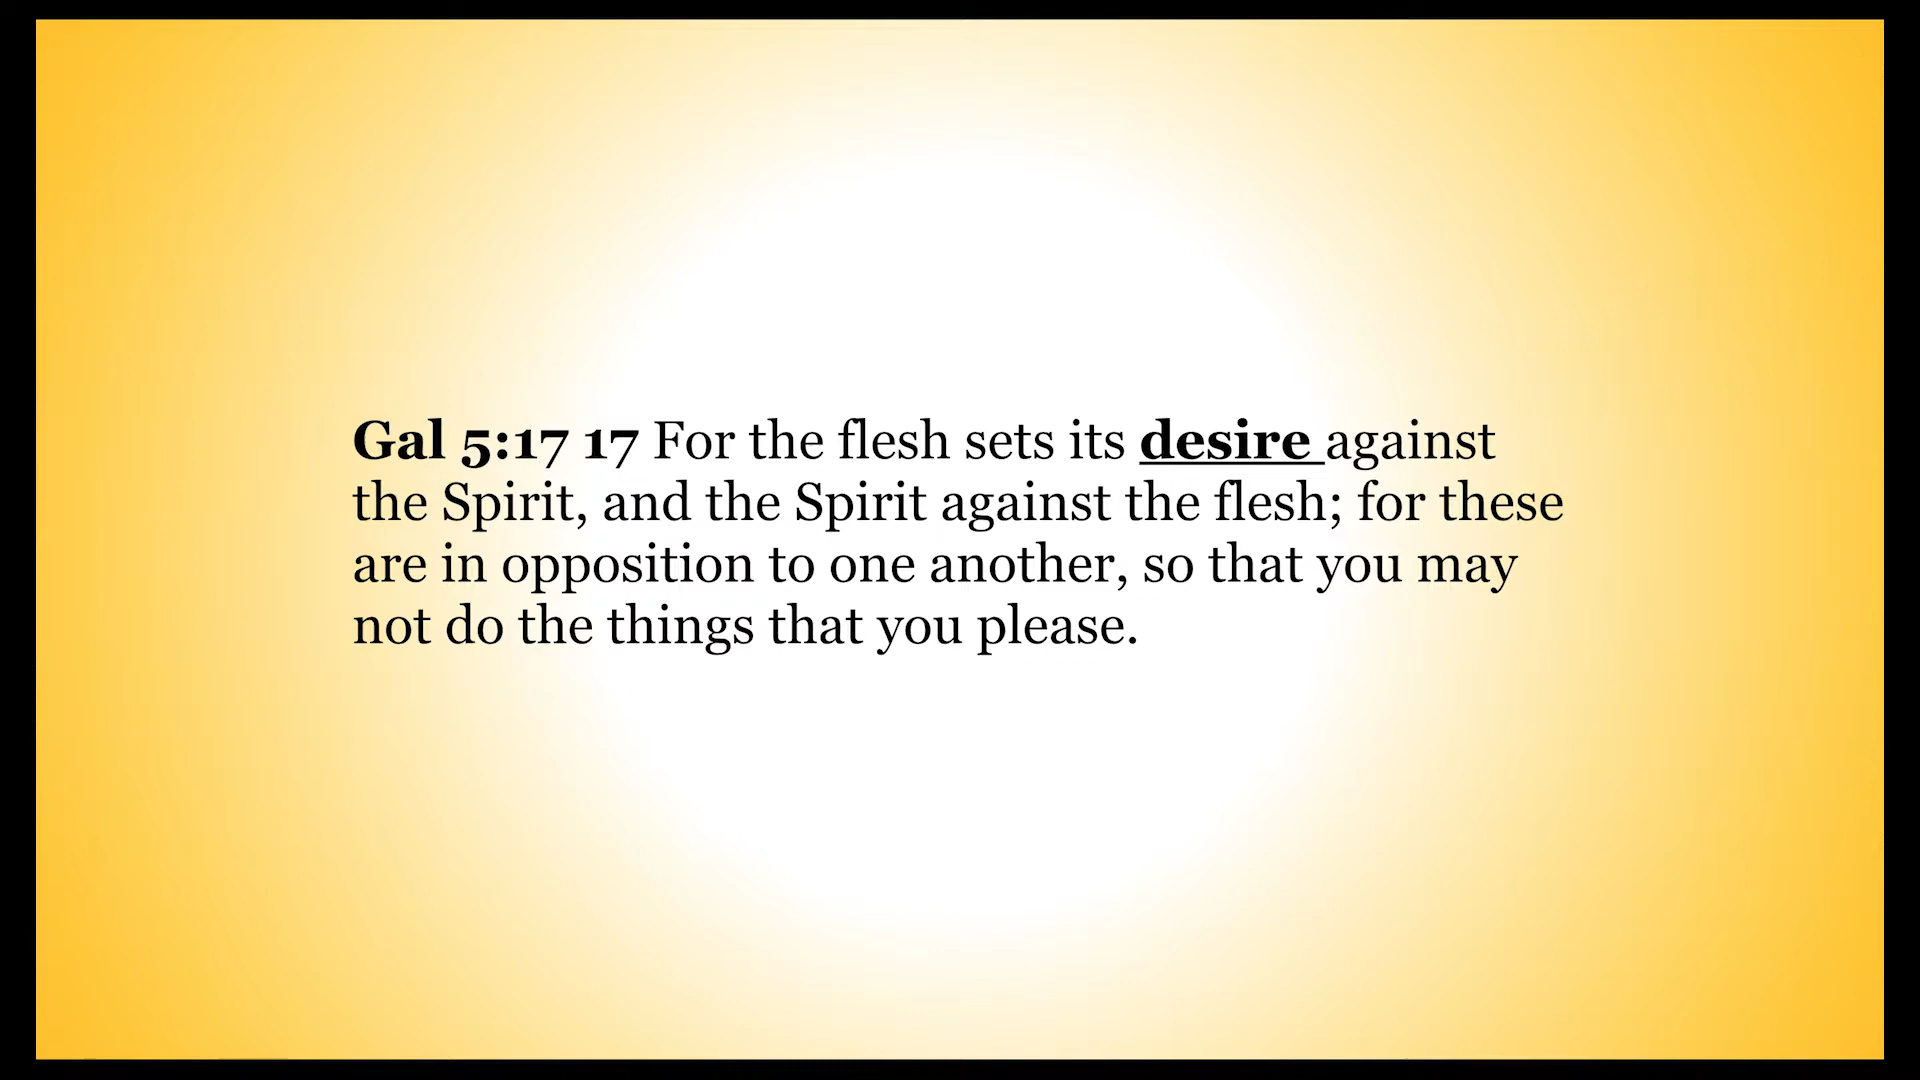 Gal 5:17 17 For the flesh sets its desire against
the Spirit, and the Spirit against the flesh; for these
are in opposition to one another, so that you may
not do the things that you please.